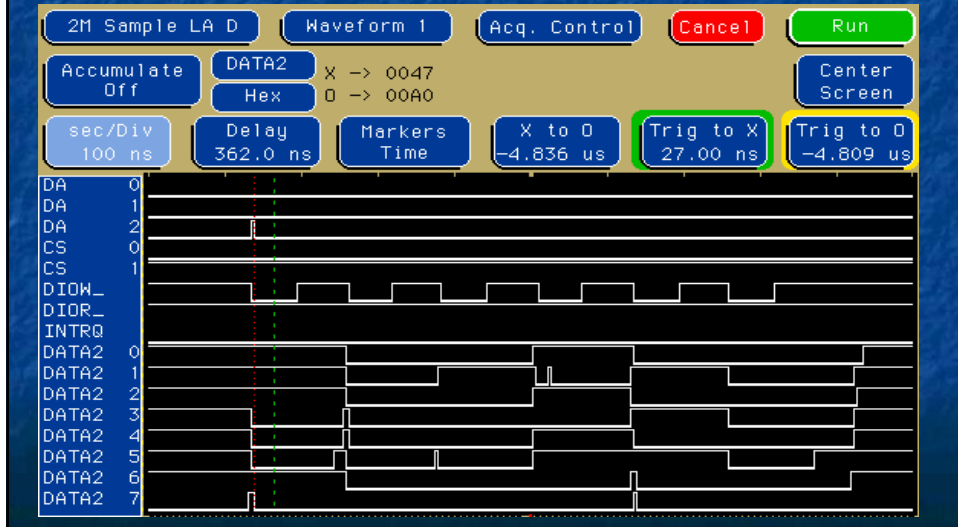 2M Sample LA D Waveform 1 Acq. Control Cancel Run
Accumulate
Off
DATA2 X -> 0047
Hex O -> 00A0
Center
Screen
sec/Div
100 ns
Delay
362.0 ns
Markers
Time
X to O
-4.836 us
Trig to X
27.00 ns
Trig to O
-4.809 us
DA 0
DA 1
DA 2
CS 0
CS 1
DIOW_
DIOR_
INTRQ
DATA2 0
DATA2 1
DATA2 2
DATA2 3
DATA2 4
DATA2 5
DATA2 6
DATA2 7